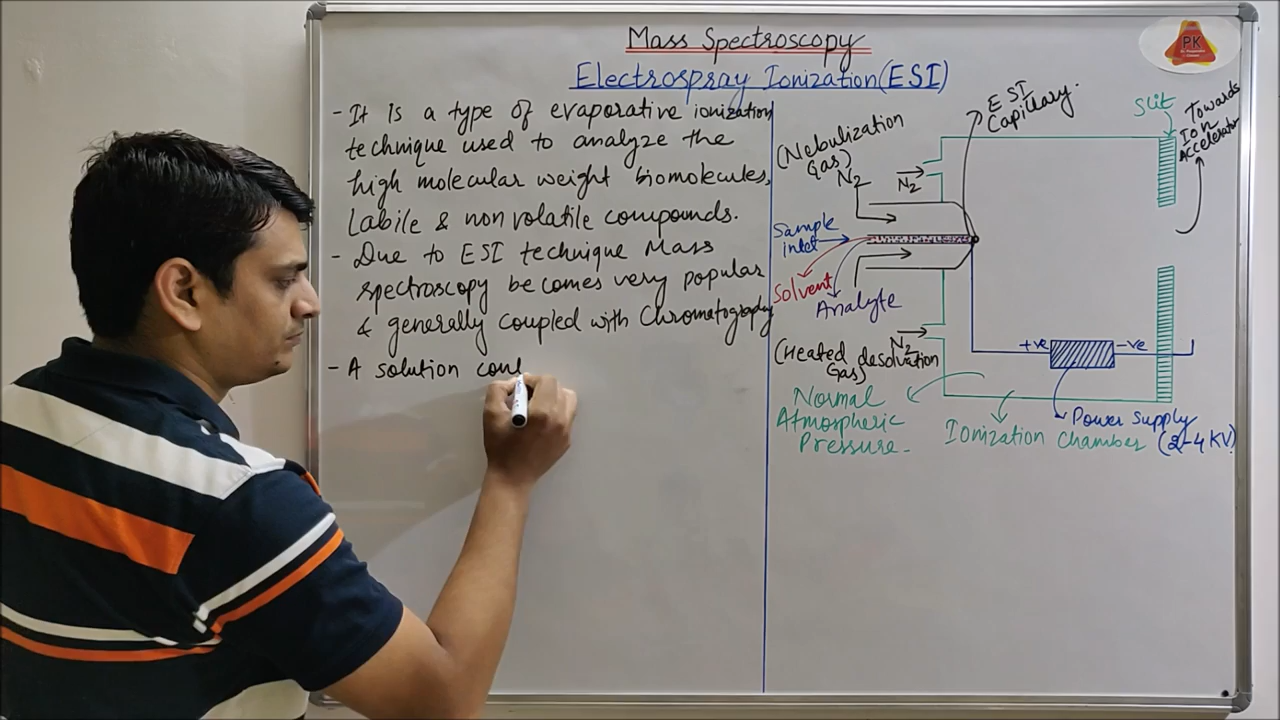 Mass Spectroscopy
Electrospray Ionization(ESI)
- It Is a type of evaporative ionization
technique used to analyze the
high molecular weight biomolecules,
Labile & non volatile compounds.
- Due to ESI technique Mass
spectroscopy becomes very popular
& generally coupled with Chromatography
- A solution cont
PK
ESI
Capillary.
Slit
Towards
Ion
Accelerator
(Nebulization
Gas)
N2
N2
Sample
inlet
Solvent
Analyte
N2
(Heated desolvation
Gas)
+ve
-ve
Normal
Atmospheric
Pressure-
Ionization Chamber
Power Supply
(2-4 KV)